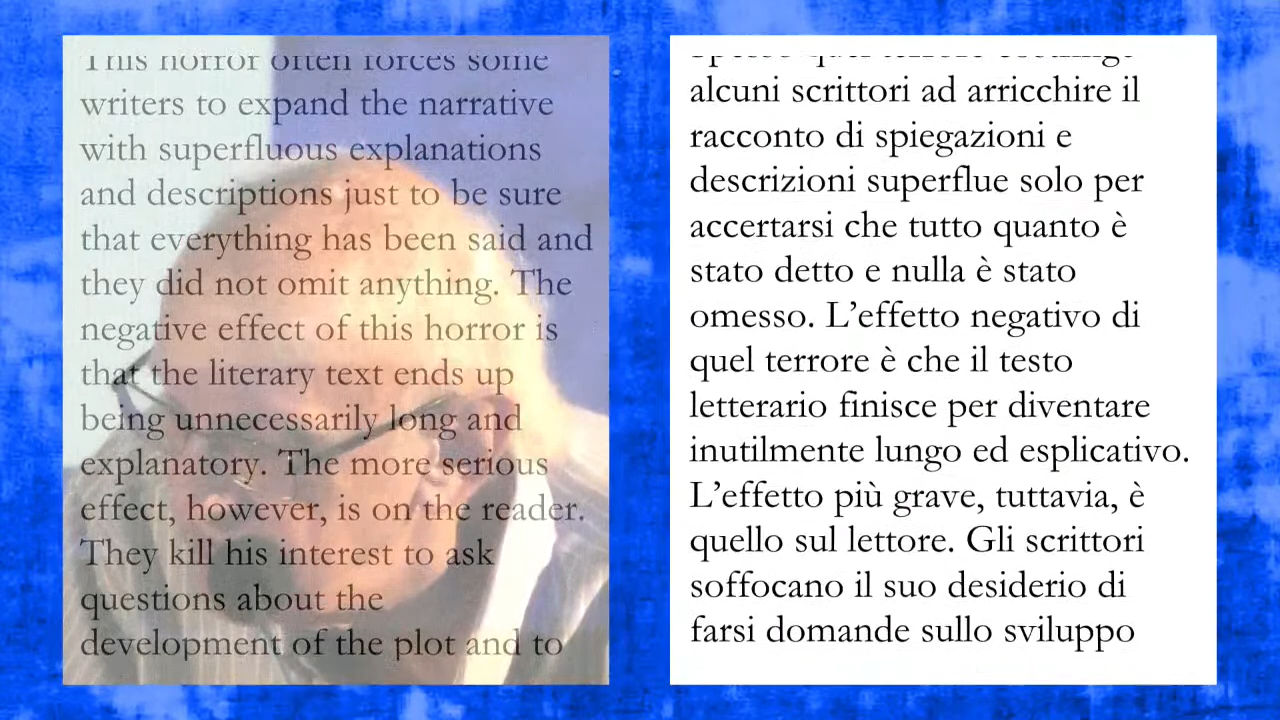 This horror often forces some
writers to expand the narrative
with superfluous explanations
and descriptions just to be sure
that everything has been said and
they did not omit anything. The
negative effect of this horror is
that the literary text ends up
being unnecessarily long and
explanatory. The more serious
effect, however, is on the reader.
They kill his interest to ask
questions about the
development of the plot and to
Spesso quel terrore costringe
alcuni scrittori ad arricchire il
racconto di spiegazioni e
descrizioni superflue solo per
accertarsi che tutto quanto è
stato detto e nulla è stato
omesso. L’effetto negativo di
quel terrore è che il testo
letterario finisce per diventare
inutilmente lungo ed esplicativo.
L’effetto più grave, tuttavia, è
quello sul lettore. Gli scrittori
soffocano il suo desiderio di
farsi domande sullo sviluppo